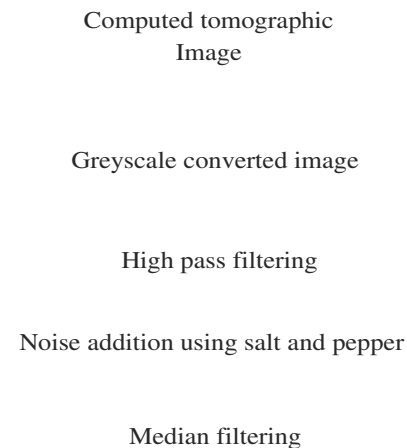 Computed tomographic
Image
Greyscale converted image
High pass filtering
Noise addition using salt and pepper
Median filtering